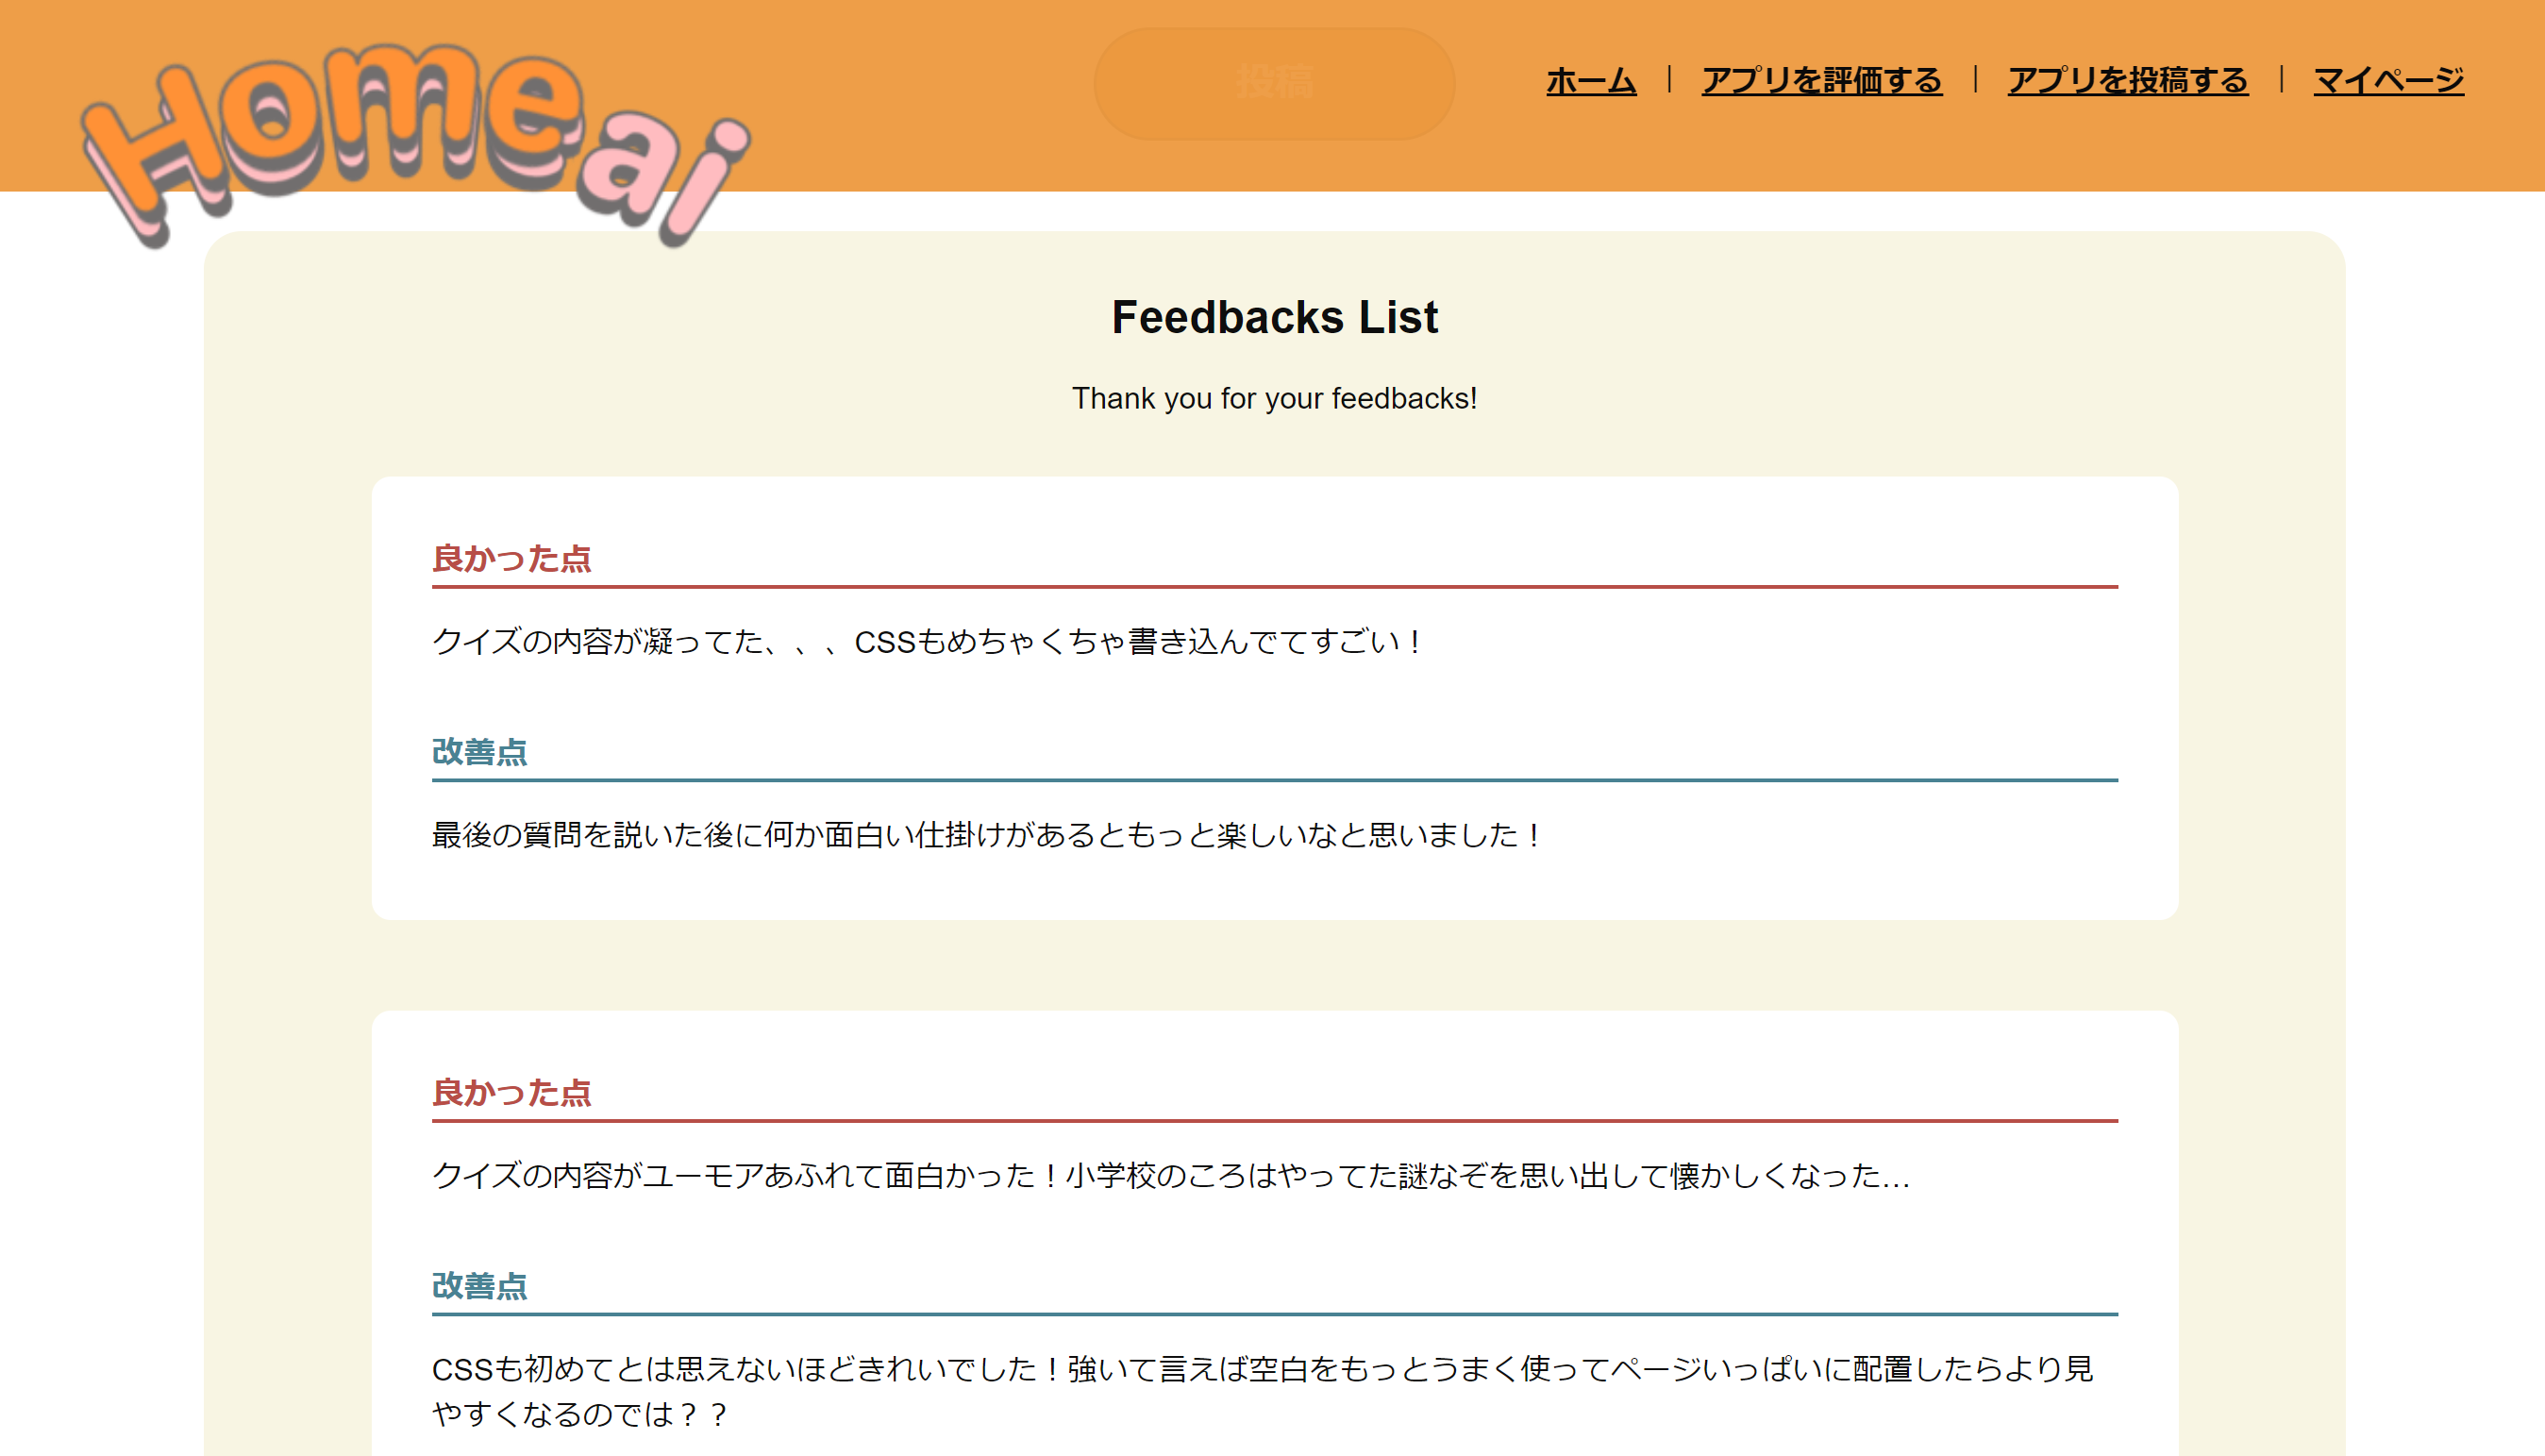 Homeai
投稿
ホーム | アプリを評価する | アプリを投稿する | マイページ
Feedbacks List
Thank you for your feedbacks!
良かった点
クイズの内容が凝ってた、、、CSSもめちゃくちゃ書き込んでてすごい！
改善点
最後の質問を説いた後に何か面白い仕掛けがあるともっと楽しいなと思いました！
良かった点
クイズの内容がユーモアあふれて面白かった！小学校のころはやってた謎なぞを思い出して懐かしくなった…
改善点
CSSも初めてとは思えないほどきれいでした！強いて言えば空白をもっとうまく使ってページいっぱいに配置したらより見
やすくなるのでは？？